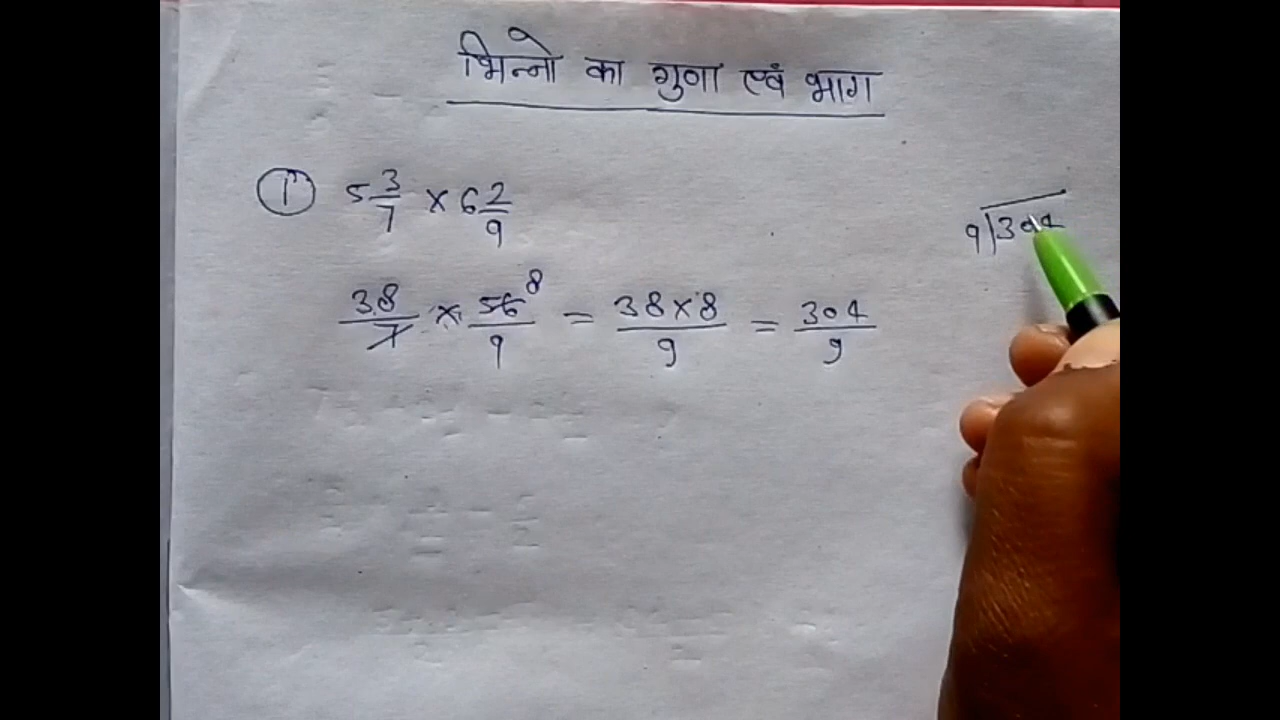 भिन्नो का गुणा एवं भाग
① 5 3/7 × 6 2/9
38/7 × 56/9 8 = 38×8/9 = 304/9
9)304